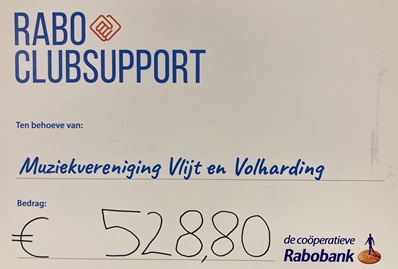 RABO
CLUBSUPPORT
Ten behoeve van:
Muziekvereniging Vlijt en Volharding
Bedrag:
€ 528,80
de coöperatieve
Rabobank